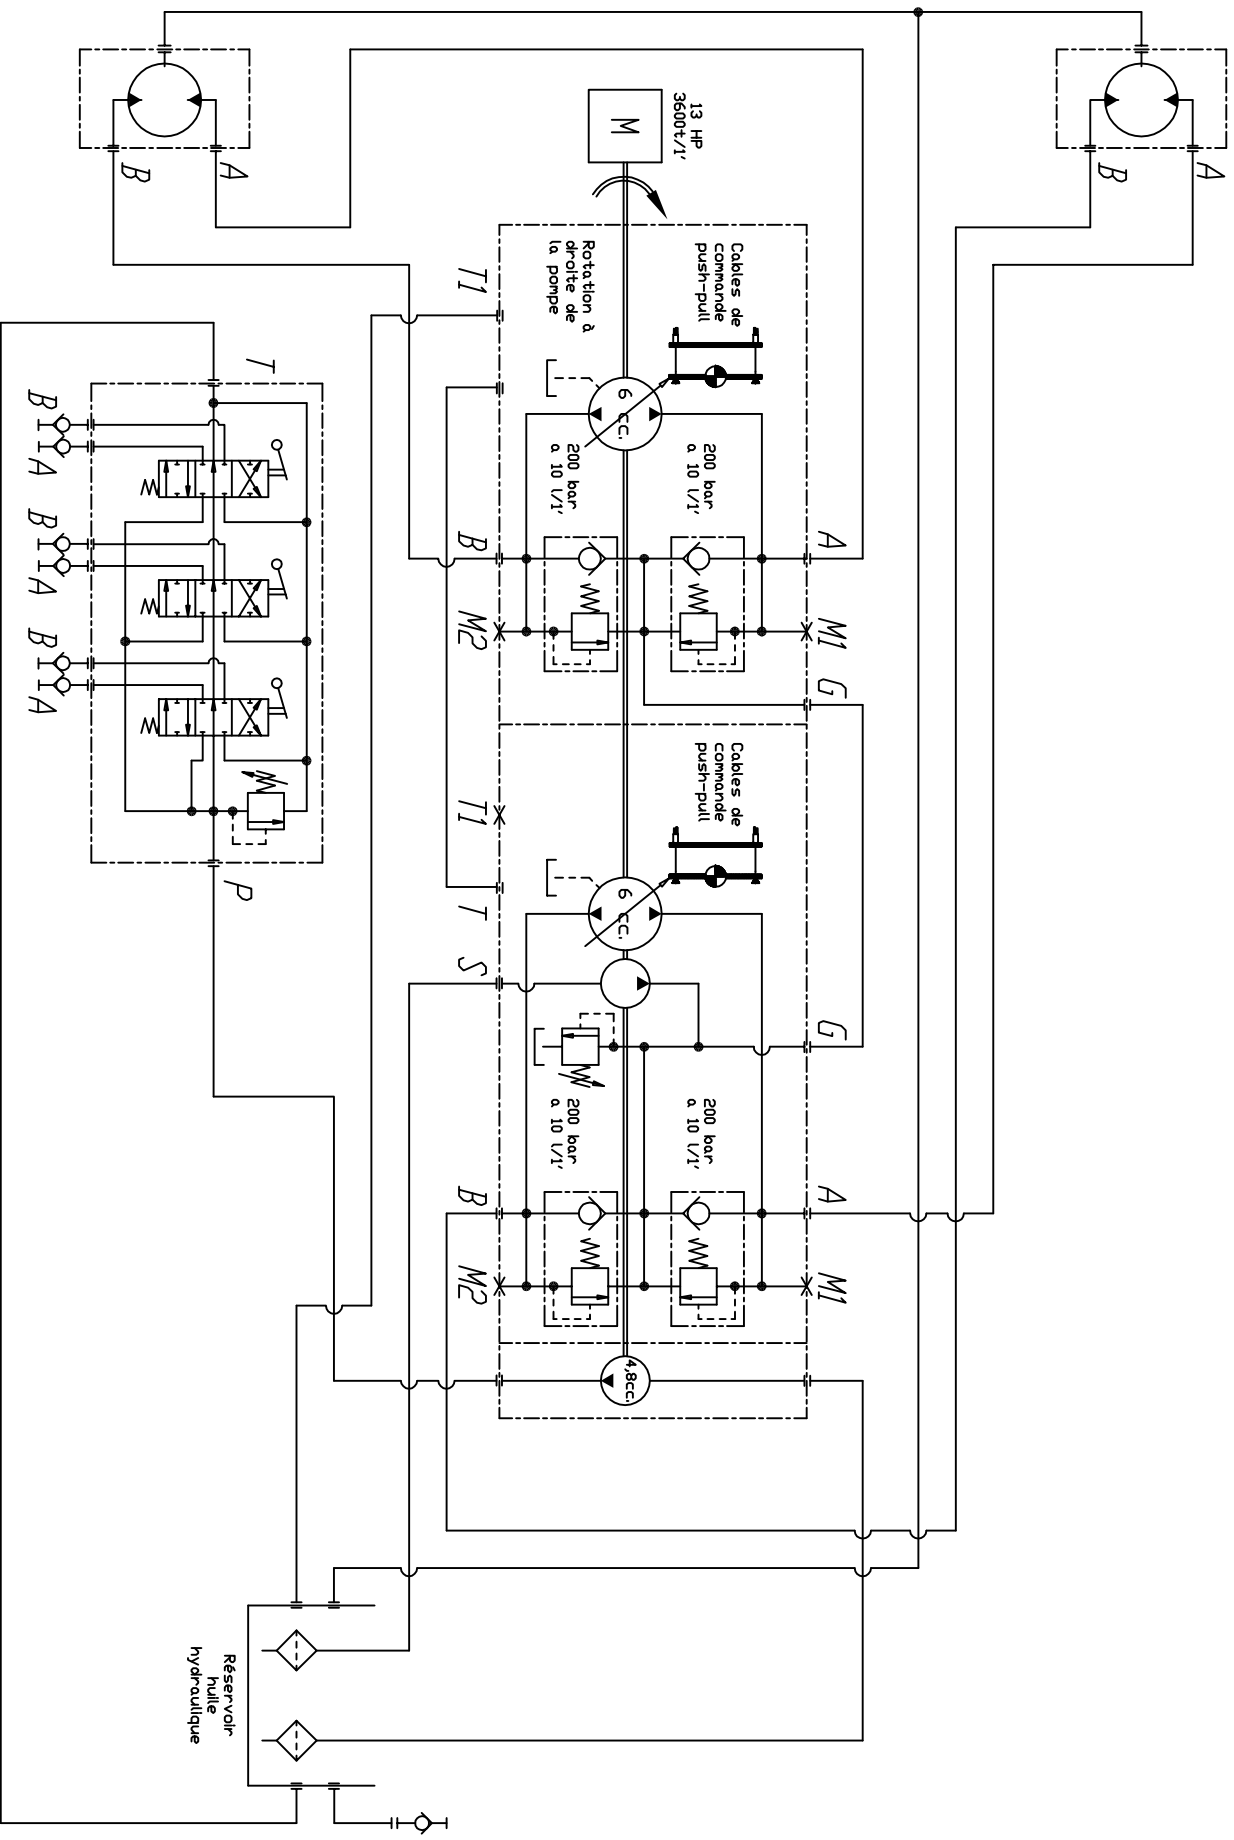 A
B
A
M1
G
G
A
M1
Cables de
commande
push-pull
Cables de
commande
push-pull
200 bar
a 10 l/1'
200 bar
a 10 l/1'
13 HP
3600t/1'
M
6 cc.
6 cc.
4,8cc.
Rotation à
droite de
la pompe
200 bar
a 10 l/1'
200 bar
a 10 l/1'
T1
B
M2
T1
T
S
B
M2
A
B
T
P
Réservoir
huile
hydraulique
B
A
B
A
B
A